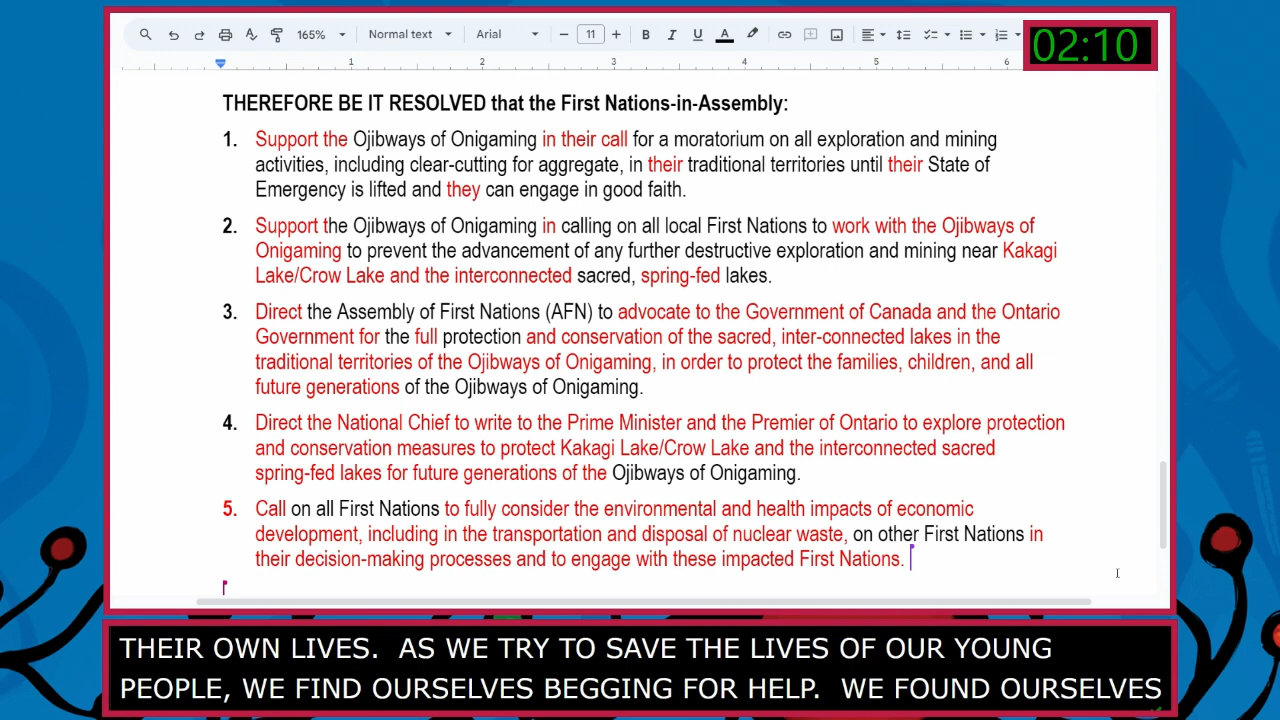 165%
Normal text
Arial
11
02:10
1 2 3 4 5 6
THEREFORE BE IT RESOLVED that the First Nations-in-Assembly:
1. Support the Ojibways of Onigaming in their call for a moratorium on all exploration and mining
activities, including clear-cutting for aggregate, in their traditional territories until their State of
Emergency is lifted and they can engage in good faith.
2. Support the Ojibways of Onigaming in calling on all local First Nations to work with the Ojibways of
Onigaming to prevent the advancement of any further destructive exploration and mining near Kakagi
Lake/Crow Lake and the interconnected sacred, spring-fed lakes.
3. Direct the Assembly of First Nations (AFN) to advocate to the Government of Canada and the Ontario
Government for the full protection and conservation of the sacred, inter-connected lakes in the
traditional territories of the Ojibways of Onigaming, in order to protect the families, children, and all
future generations of the Ojibways of Onigaming.
4. Direct the National Chief to write to the Prime Minister and the Premier of Ontario to explore protection
and conservation measures to protect Kakagi Lake/Crow Lake and the interconnected sacred
spring-fed lakes for future generations of the Ojibways of Onigaming.
5. Call on all First Nations to fully consider the environmental and health impacts of economic
development, including in the transportation and disposal of nuclear waste, on other First Nations in
their decision-making processes and to engage with these impacted First Nations.
THEIR OWN LIVES.  AS WE TRY TO SAVE THE LIVES OF OUR YOUNG
PEOPLE, WE FIND OURSELVES BEGGING FOR HELP.  WE FOUND OURSELVES